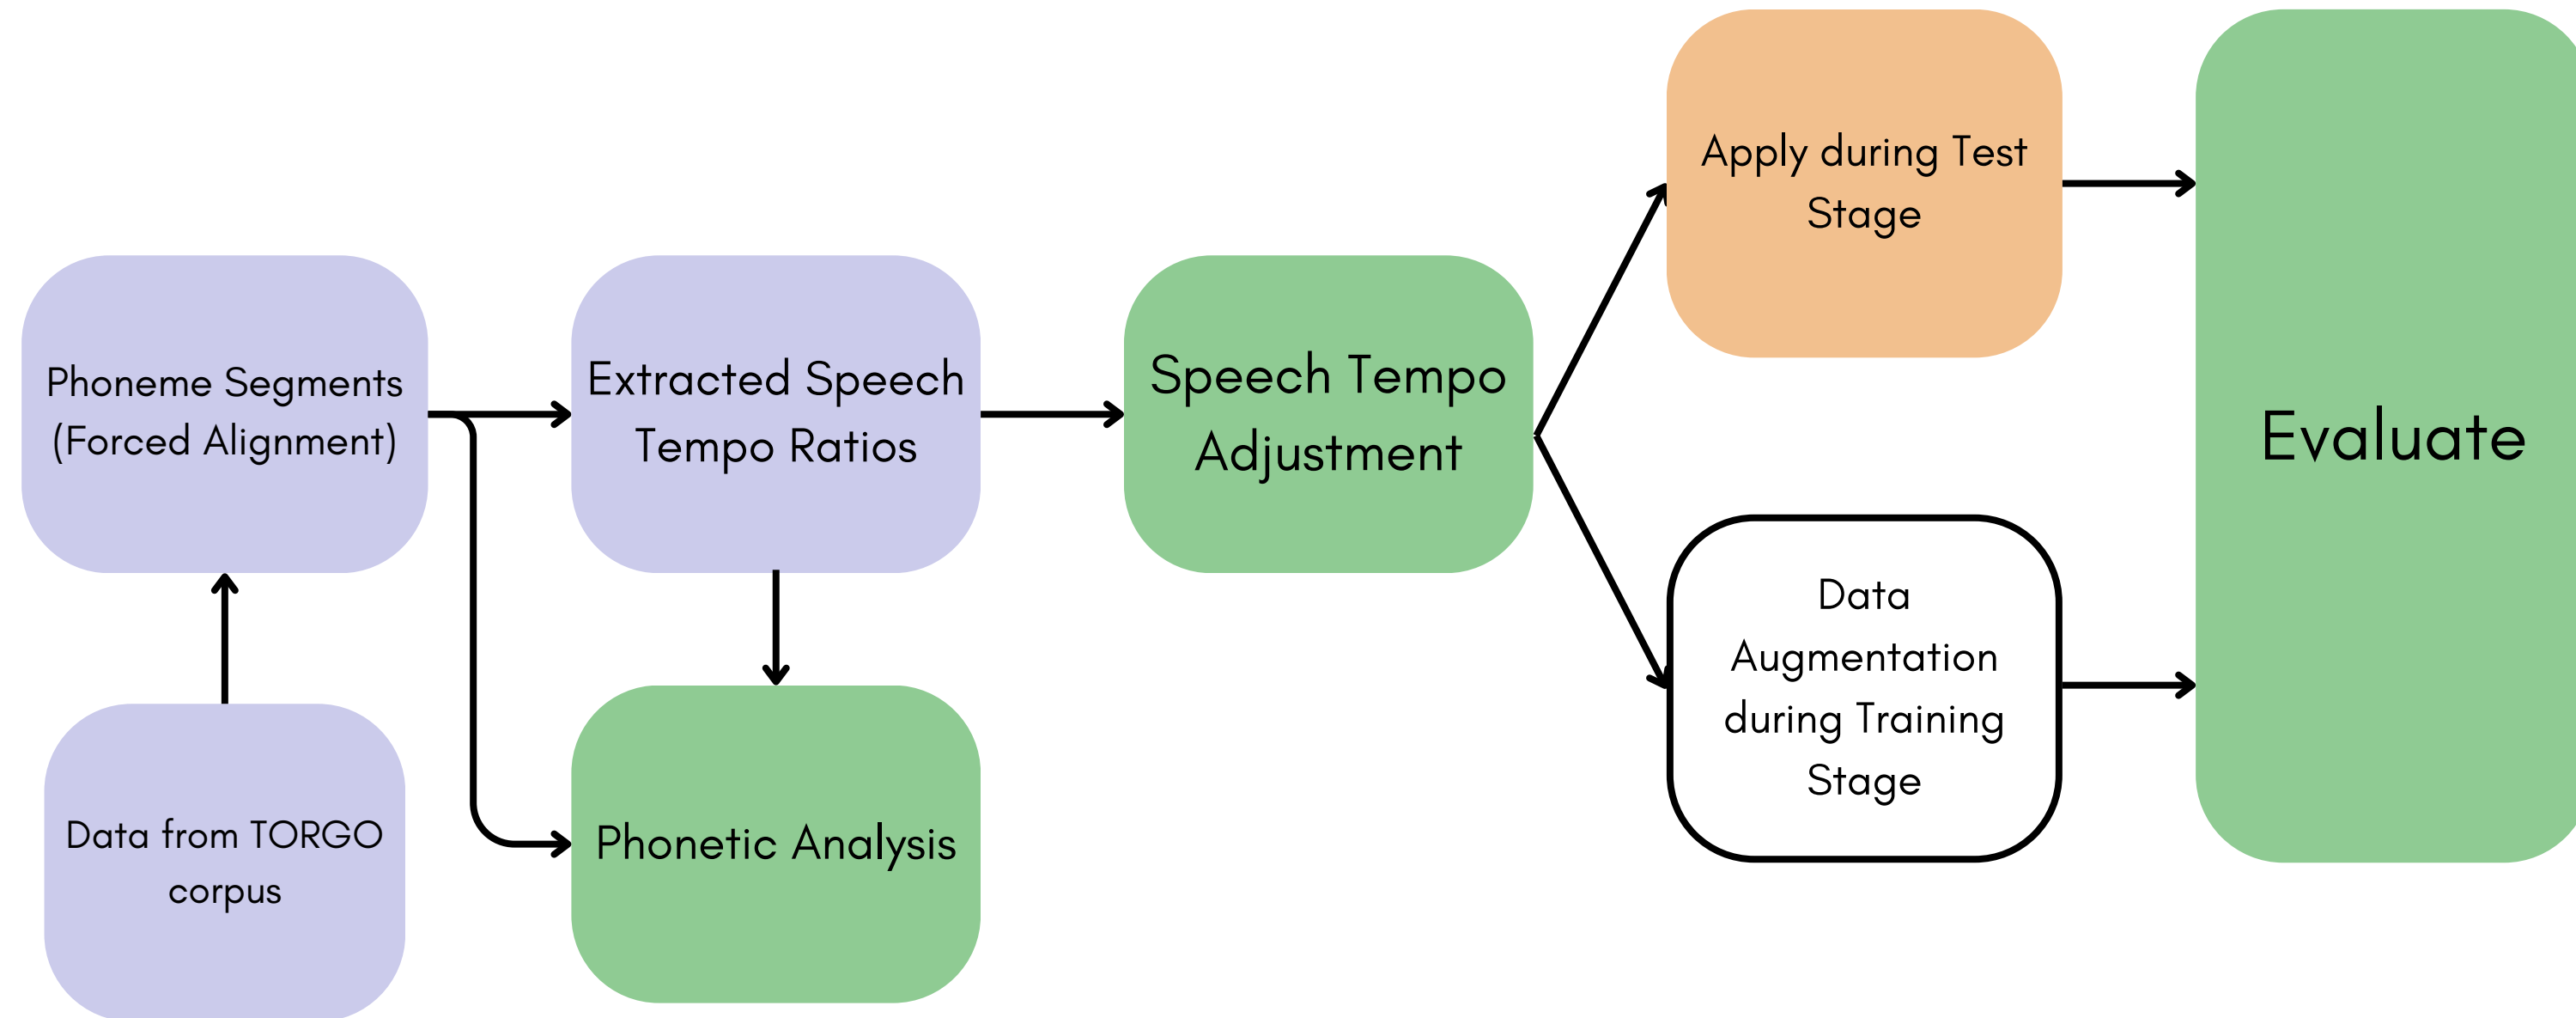 Phoneme Segments
(Forced Alignment)
Data from TORGO
corpus
Extracted Speech
Tempo Ratios
Phonetic Analysis
Speech Tempo
Adjustment
Apply during Test
Stage
Data
Augmentation
during Training
Stage
Evaluate